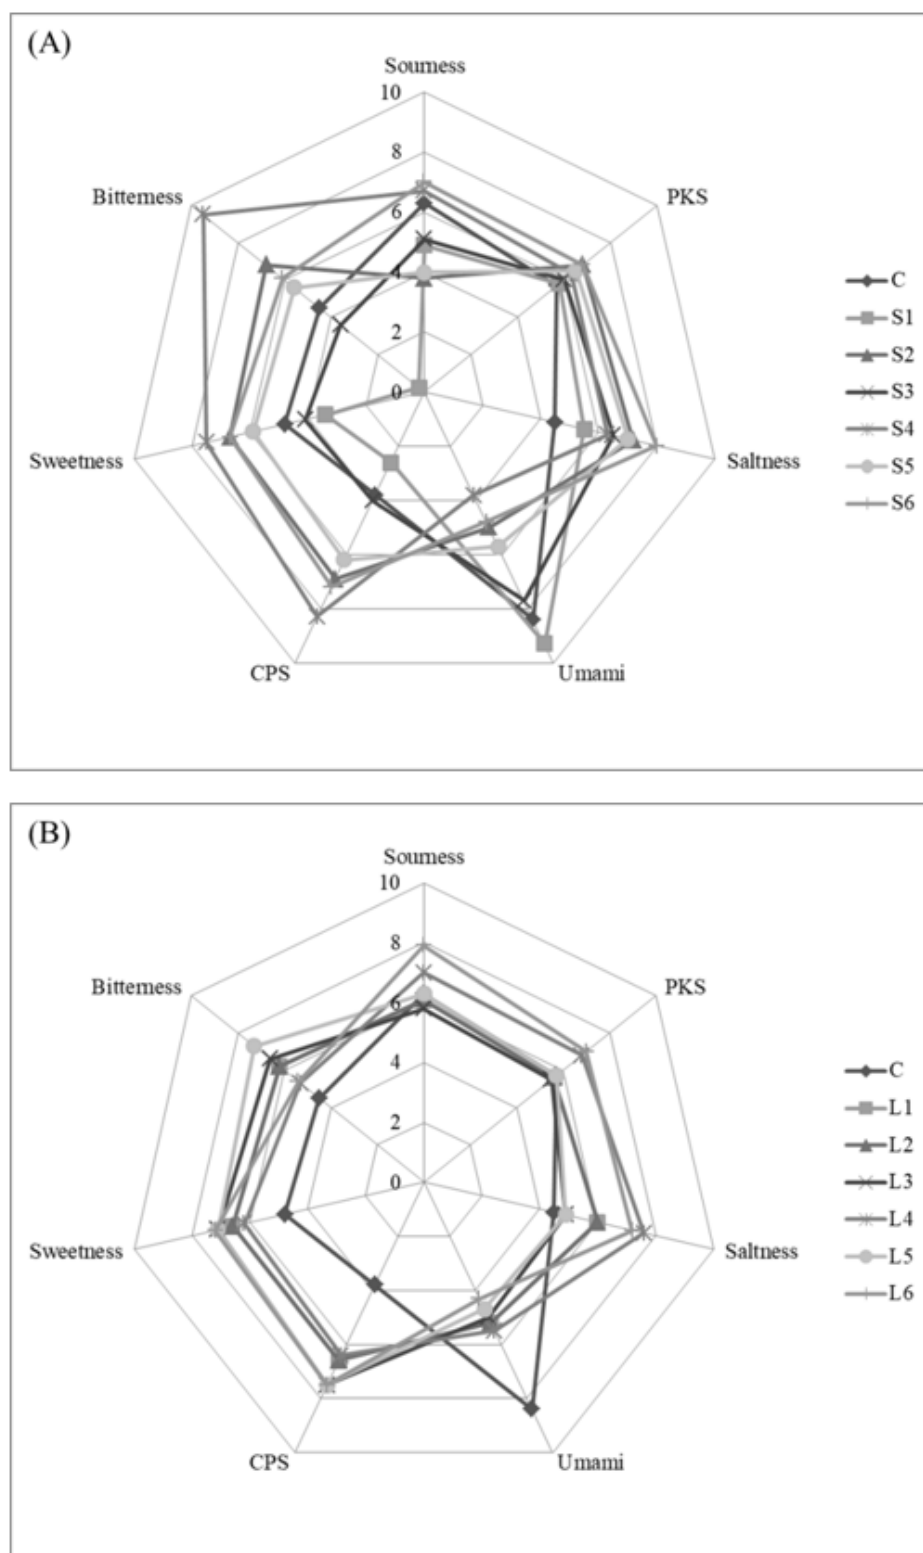 (A)
Sourness
10
8
6
4
2
0
PKS
Saltness
Umami
CPS
Sweetness
Bitterness
C
S1
S2
S3
S4
S5
S6
(B)
Sourness
10
8
6
4
2
0
PKS
Saltness
Umami
CPS
Sweetness
Bitterness
C
L1
L2
L3
L4
L5
L6